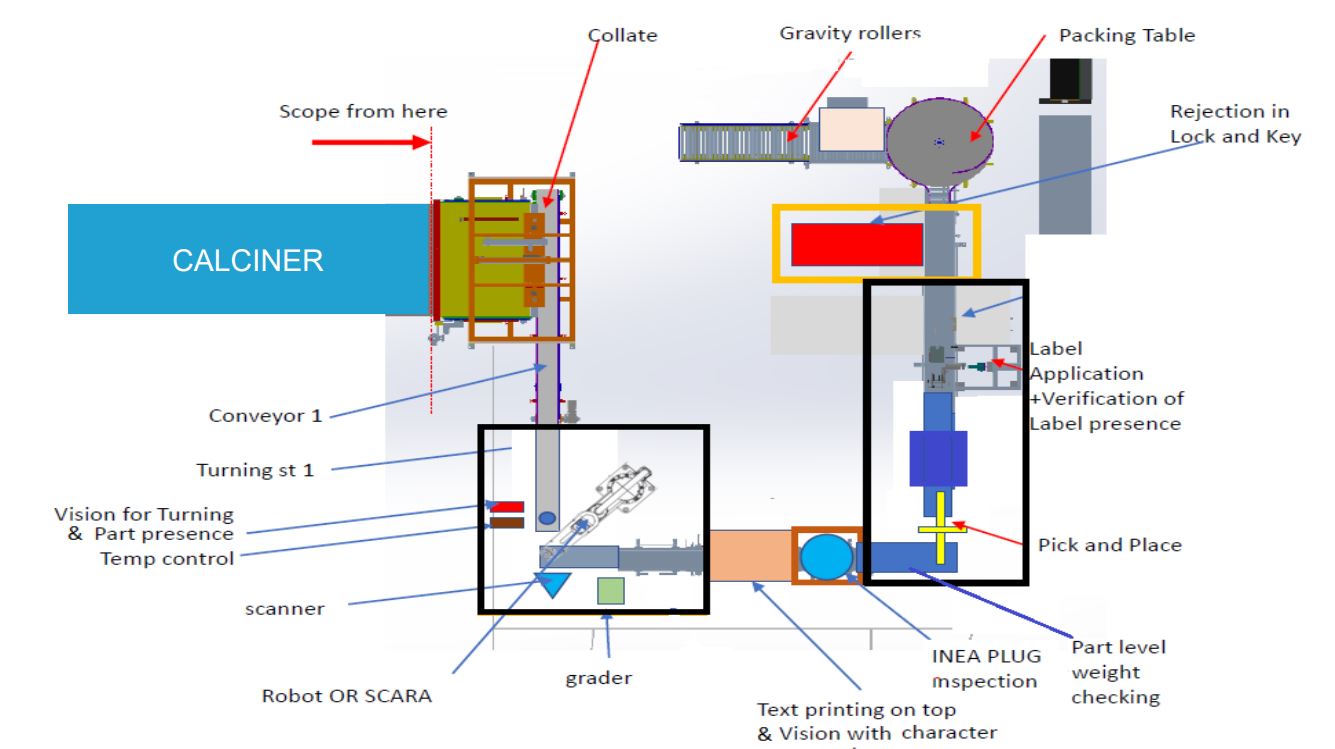 Collate
Gravity rollers
Packing Table
Scope from here
Rejection in
Lock and Key
CALCINER
Label
Application
+Verification of
Label presence
Conveyor 1
Turning st 1
Vision for Turning
& Part presence
Temp control
Pick and Place
scanner
grader
Robot OR SCARA
INEA PLUG
Inspection
Part level
weight
checking
Text printing on top
& Vision with character